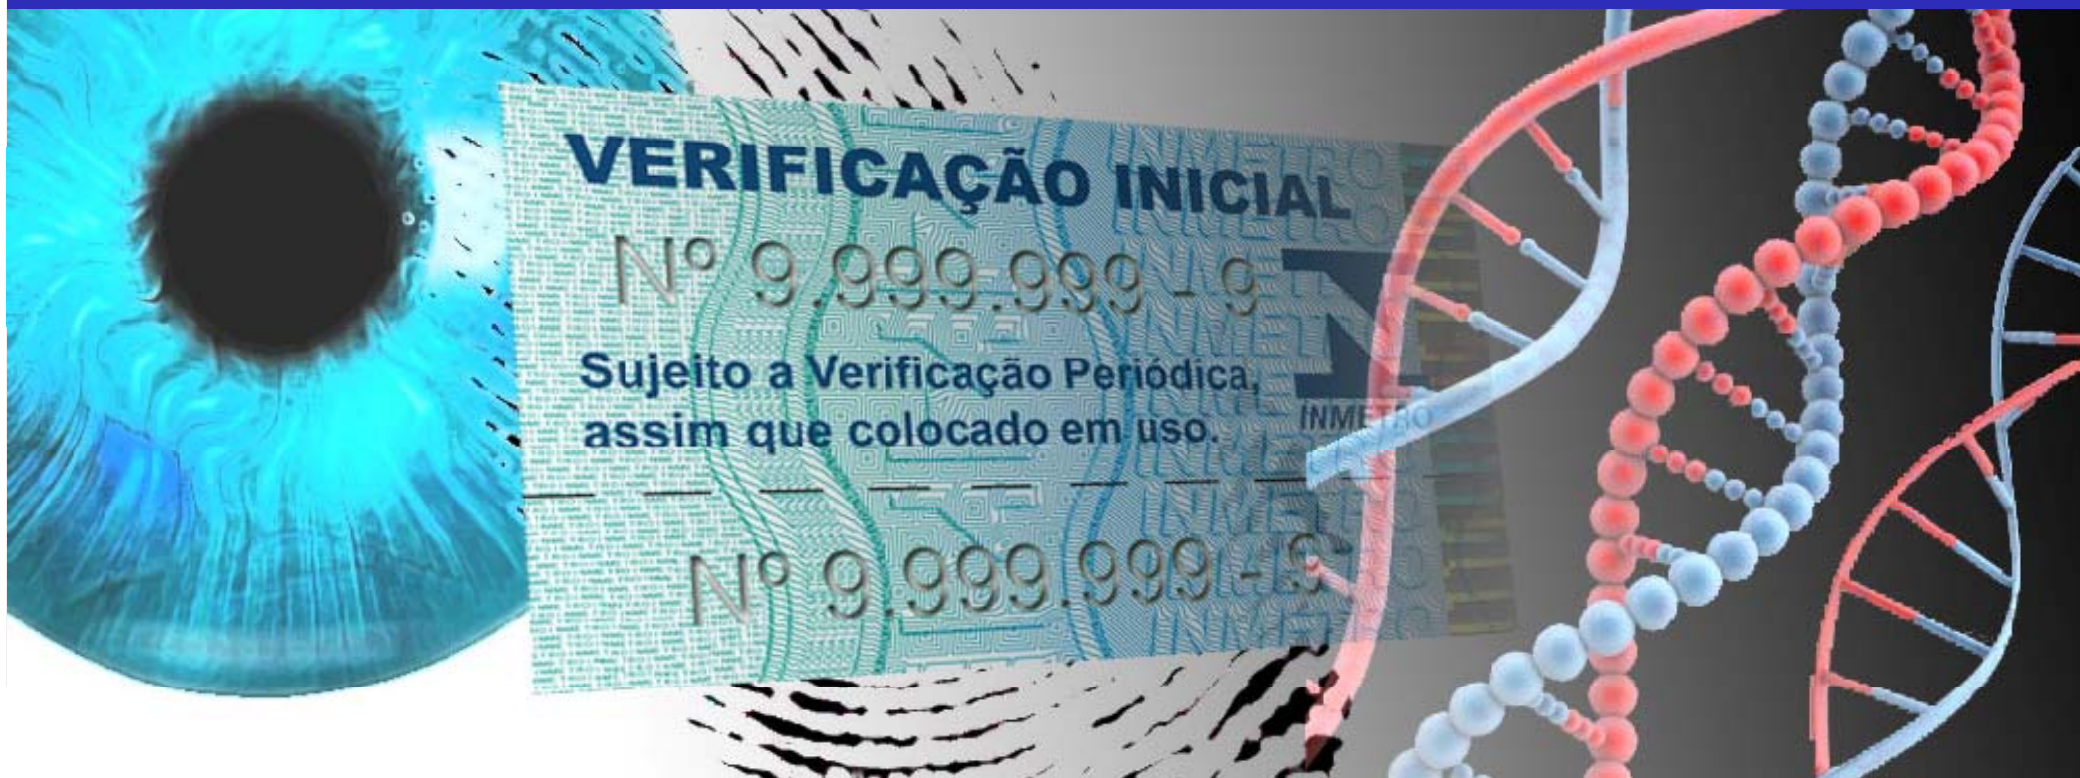 VERIFICAÇÃO INICIAL
Nº 9.999.999 - 9
Sujeito a Verificação Periódica,
assim que colocado em uso.
INMETRO
Nº 9.999.999 - 9